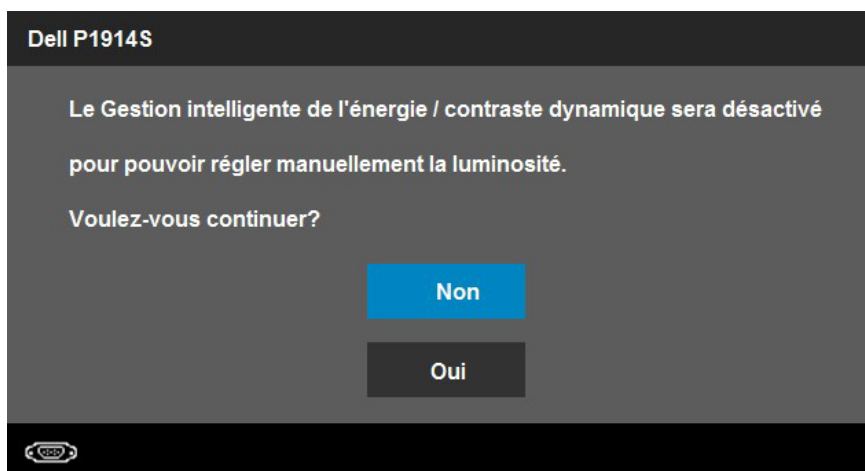 Dell P1914S
Le Gestion intelligente de l'énergie / contraste dynamique sera désactivé
pour pouvoir régler manuellement la luminosité.
Voulez-vous continuer?
Non
Oui